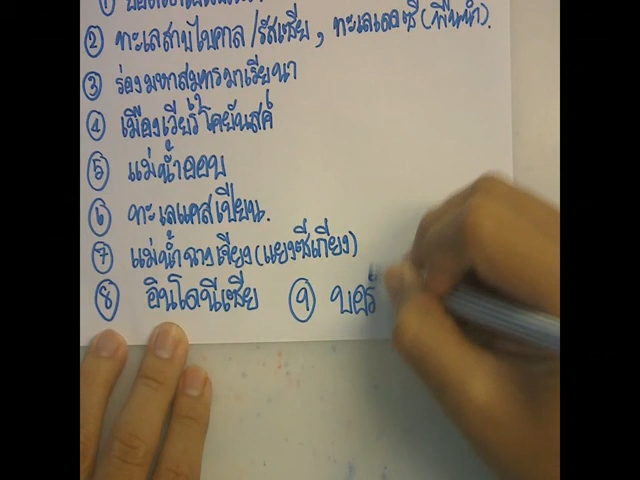 ①
② ทะเลสาบไบคาล/รัสเซีย, ทะเลเดดซี(พื้นน้ำ).
③ ร่องมหาสมุทรมาเรียนา
④ เมืองเวียร์โคยันสค์
⑤ แม่น้ำออบ
⑥ ทะเลแคสเปียน.
⑦ แม่น้ำฉางเจียง(แยงซีเกียง)
⑧ อินโดนีเซีย ⑨ บอร์